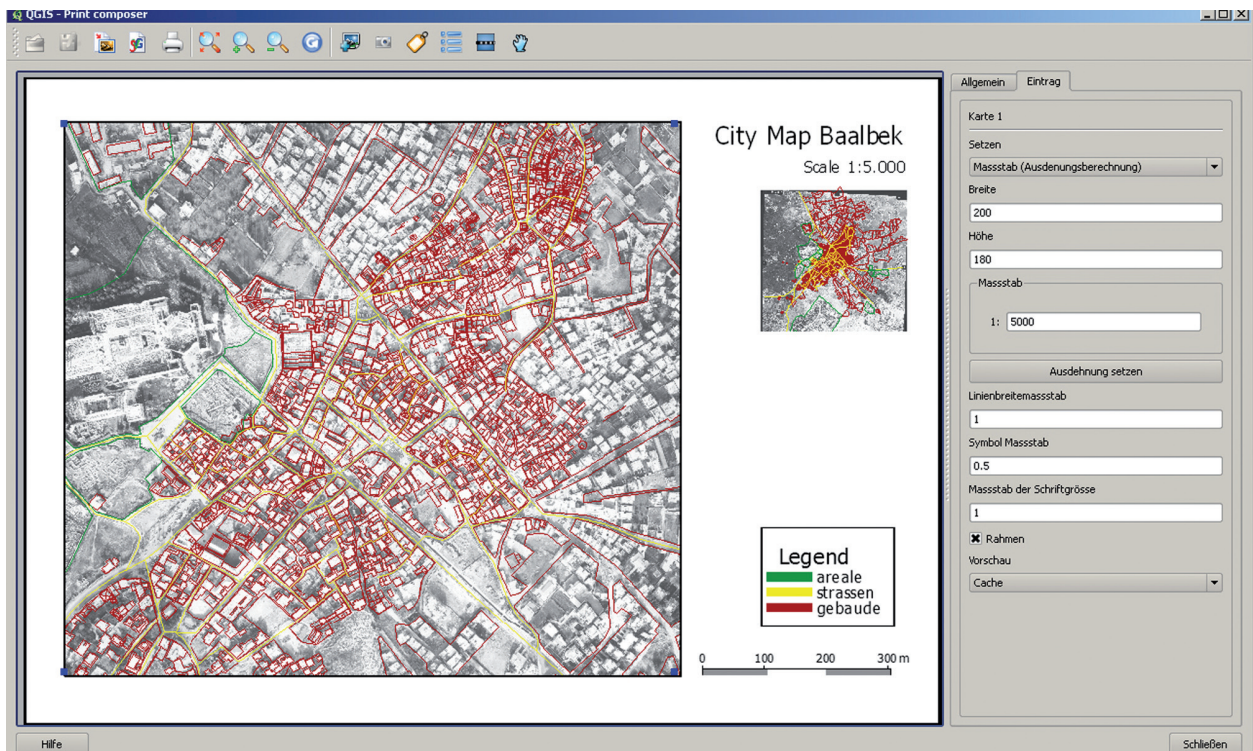 QGIS - Print composer
City Map Baalbek
Scale 1:5.000
Legend
areale
strassen
gebaude
0 100 200 300 m
Allgemein Eintrag
Karte 1
Setzen
Massstab (Ausdenungsberechnung)
Breite
200
Höhe
180
Massstab
1: 5000
Ausdehnung setzen
Linienbreitemassstab
1
Symbol Massstab
0.5
Massstab der Schriftgrösse
1
Rahmen
Vorschau
Cache
Hilfe
Schließen